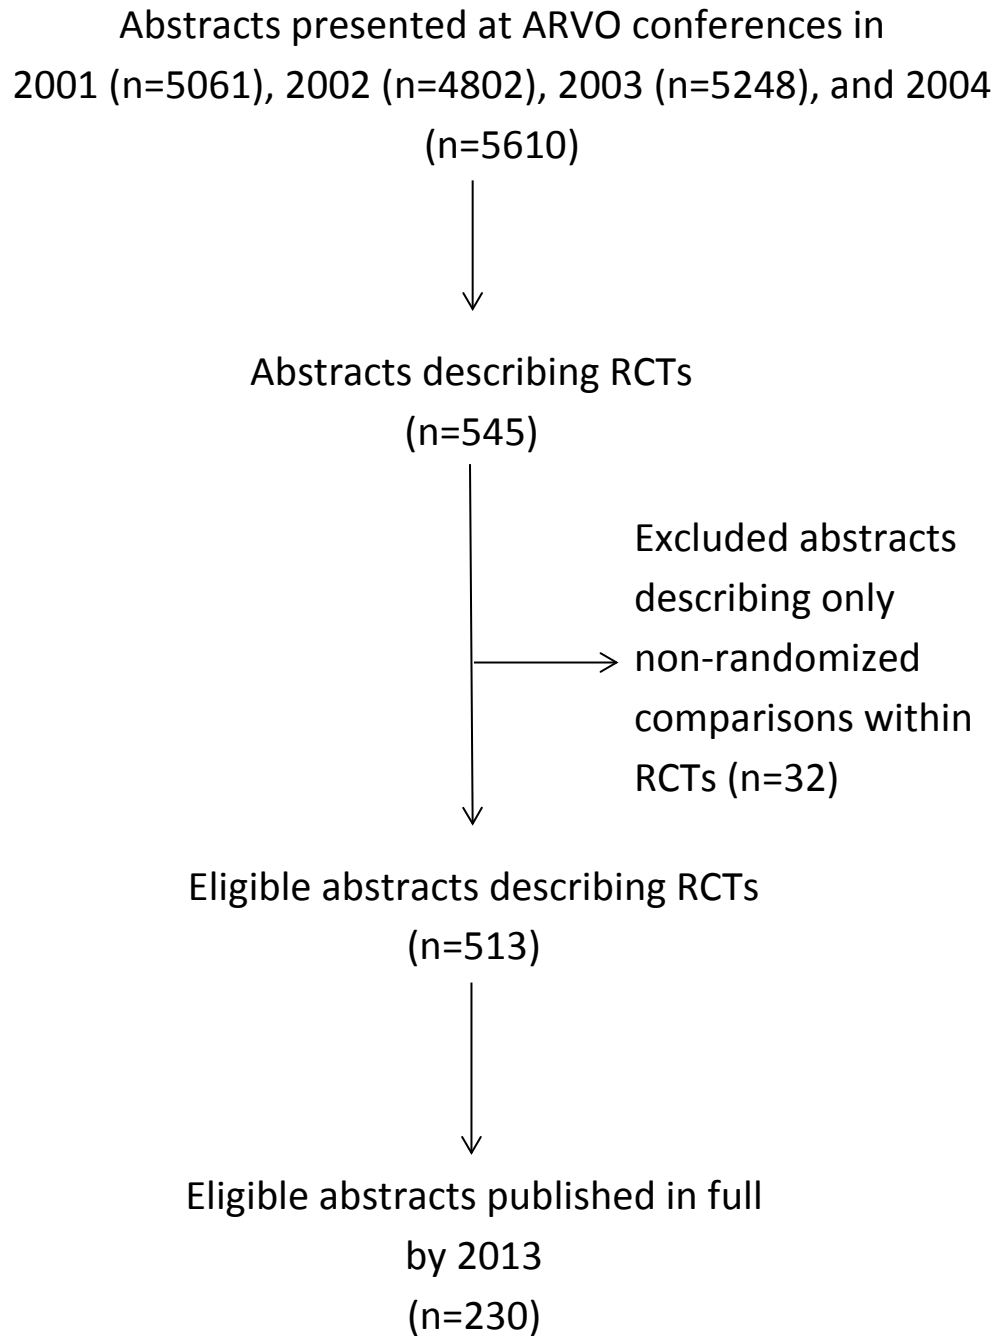 Abstracts presented at ARVO conferences in
2001 (n=5061), 2002 (n=4802), 2003 (n=5248), and 2004
(n=5610)
Abstracts describing RCTs
(n=545)
Excluded abstracts
describing only
non-randomized
comparisons within
RCTs (n=32)
Eligible abstracts describing RCTs
(n=513)
Eligible abstracts published in full
by 2013
(n=230)